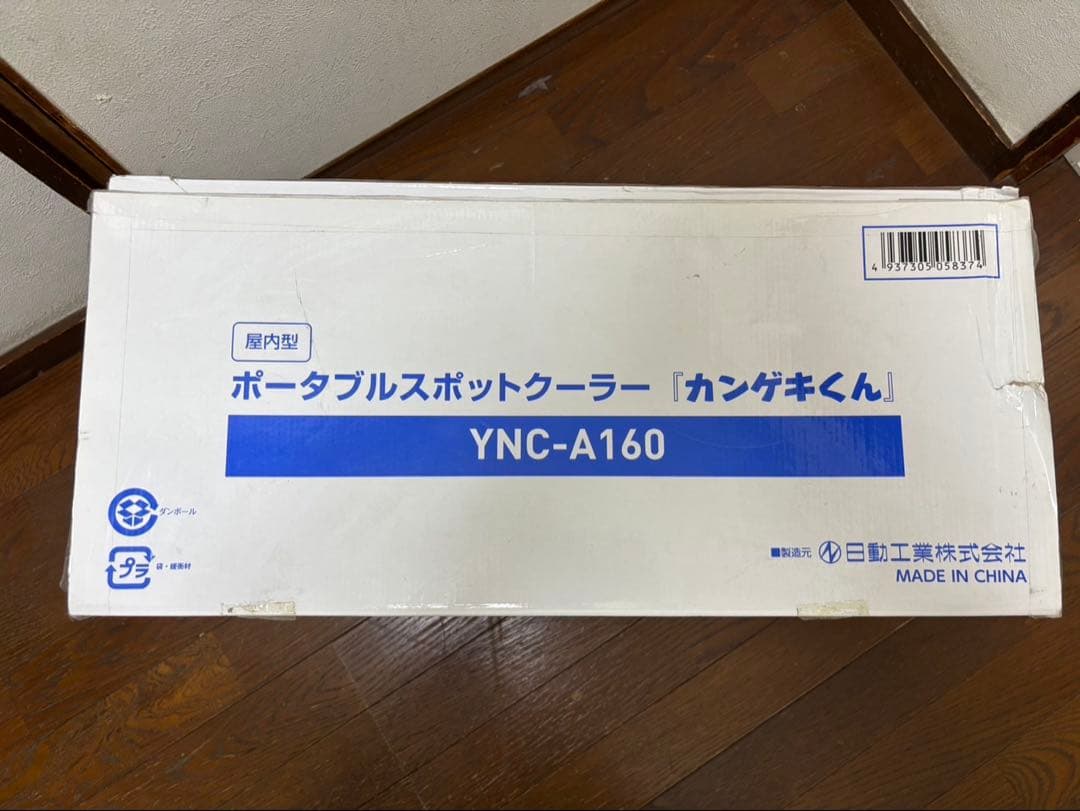 4 937305 058374
屋内型
ポータブルスポットクーラー『カンゲキくん』
YNC-A160
ダンボール
プラ 袋・緩衝材
■製造元 日動工業株式会社
MADE IN CHINA